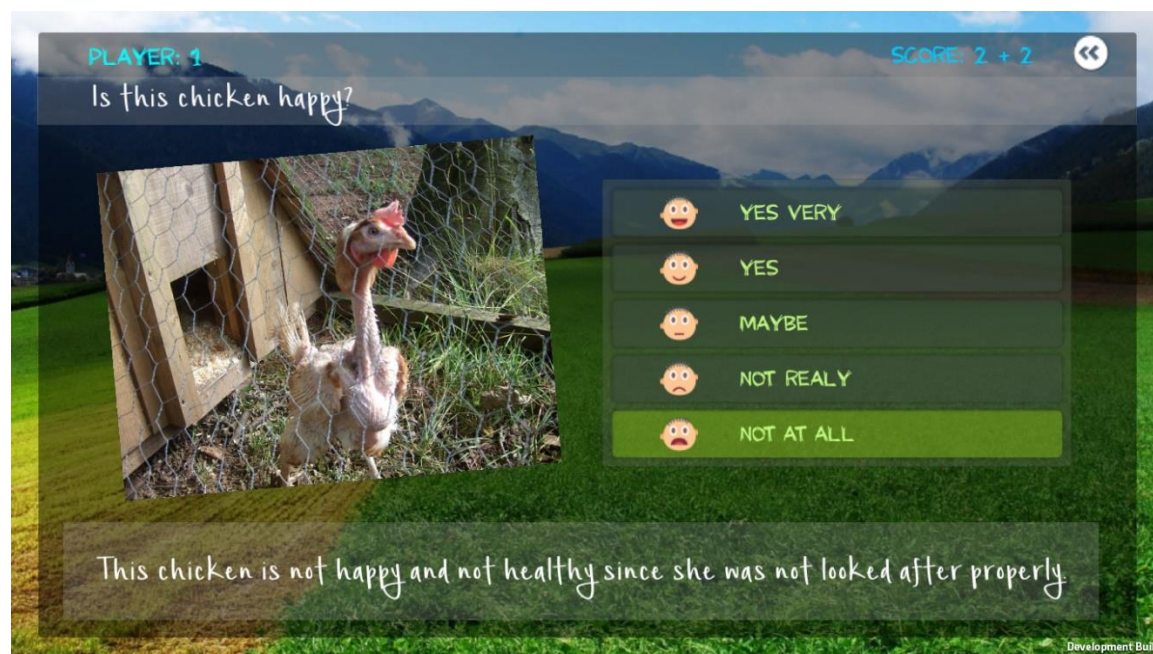 PLAYER: 1
SCORE: 2 + 2
Is this chicken happy?
YES VERY
YES
MAYBE
NOT REALY
NOT AT ALL
This chicken is not happy and not healthy since she was not looked after properly.
Development